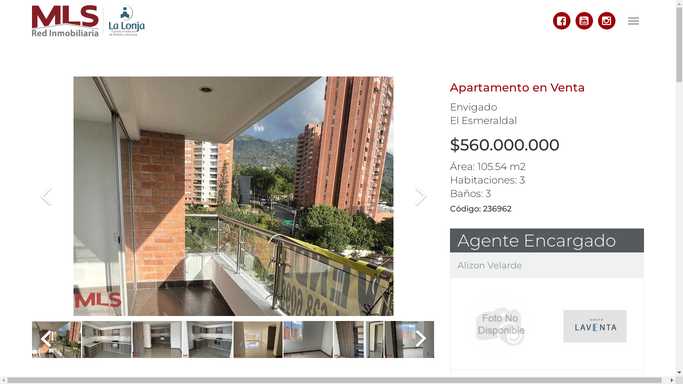 MLS
Red Inmobiliaria
La Lonja
Apartamento en Venta
Envigado
El Esmeraldal
$560.000.000
Área: 105.54 m2
Habitaciones: 3
Baños: 3
Código: 236962
MLS
Agente Encargado
Alizon Velarde
Foto No
Disponible
LAVENTA